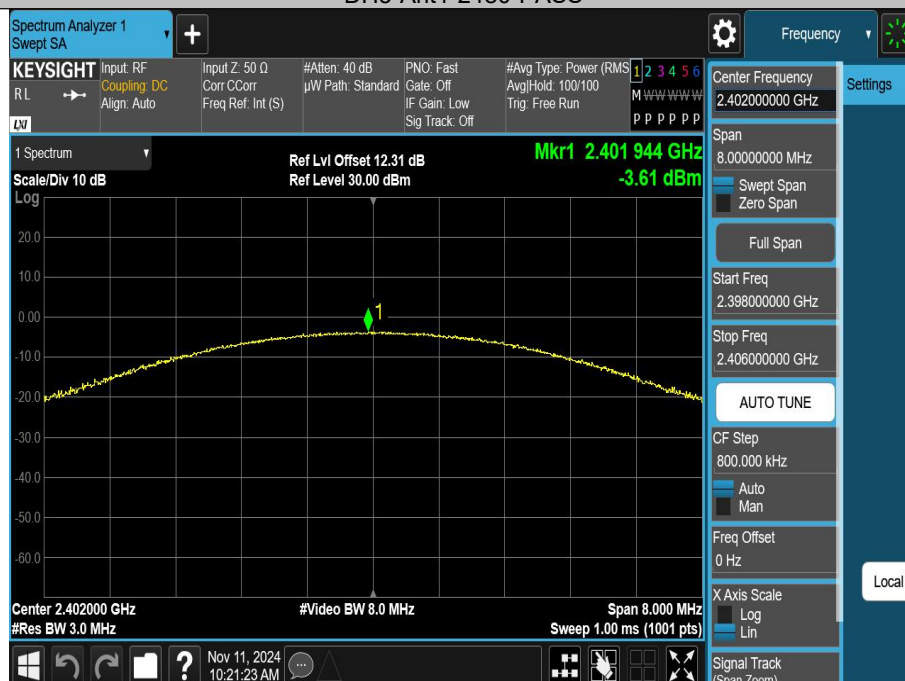 Spectrum Analyzer 1
Swept SA
Frequency
KEYSIGHT
RL
LXI
Input: RF
Coupling: DC
Align: Auto
Input Z: 50 Ω
Corr CCorr
Freq Ref: Int (S)
#Atten: 40 dB
µW Path: Standard
PNO: Fast
Gate: Off
IF Gain: Low
Sig Track: Off
#Avg Type: Power (RMS
Avg|Hold: 100/100
Trig: Free Run
1 2 3 4 5 6
M W W W W W
P P P P P P
1 Spectrum
Scale/Div 10 dB
Log
Ref Lvl Offset 12.31 dB
Ref Level 30.00 dBm
Mkr1 2.401 944 GHz
-3.61 dBm
20.0
10.0
0.00
-10.0
-20.0
-30.0
-40.0
-50.0
-60.0
1
Center 2.402000 GHz
#Res BW 3.0 MHz
#Video BW 8.0 MHz
Span 8.000 MHz
Sweep 1.00 ms (1001 pts)
Center Frequency
2.402000000 GHz
Span
8.00000000 MHz
Swept Span
Zero Span
Full Span
Start Freq
2.398000000 GHz
Stop Freq
2.406000000 GHz
AUTO TUNE
CF Step
800.000 kHz
Auto
Man
Freq Offset
0 Hz
X Axis Scale
Log
Lin
Signal Track
(Span Zoom)
Settings
Local
?
Nov 11, 2024
10:21:23 AM